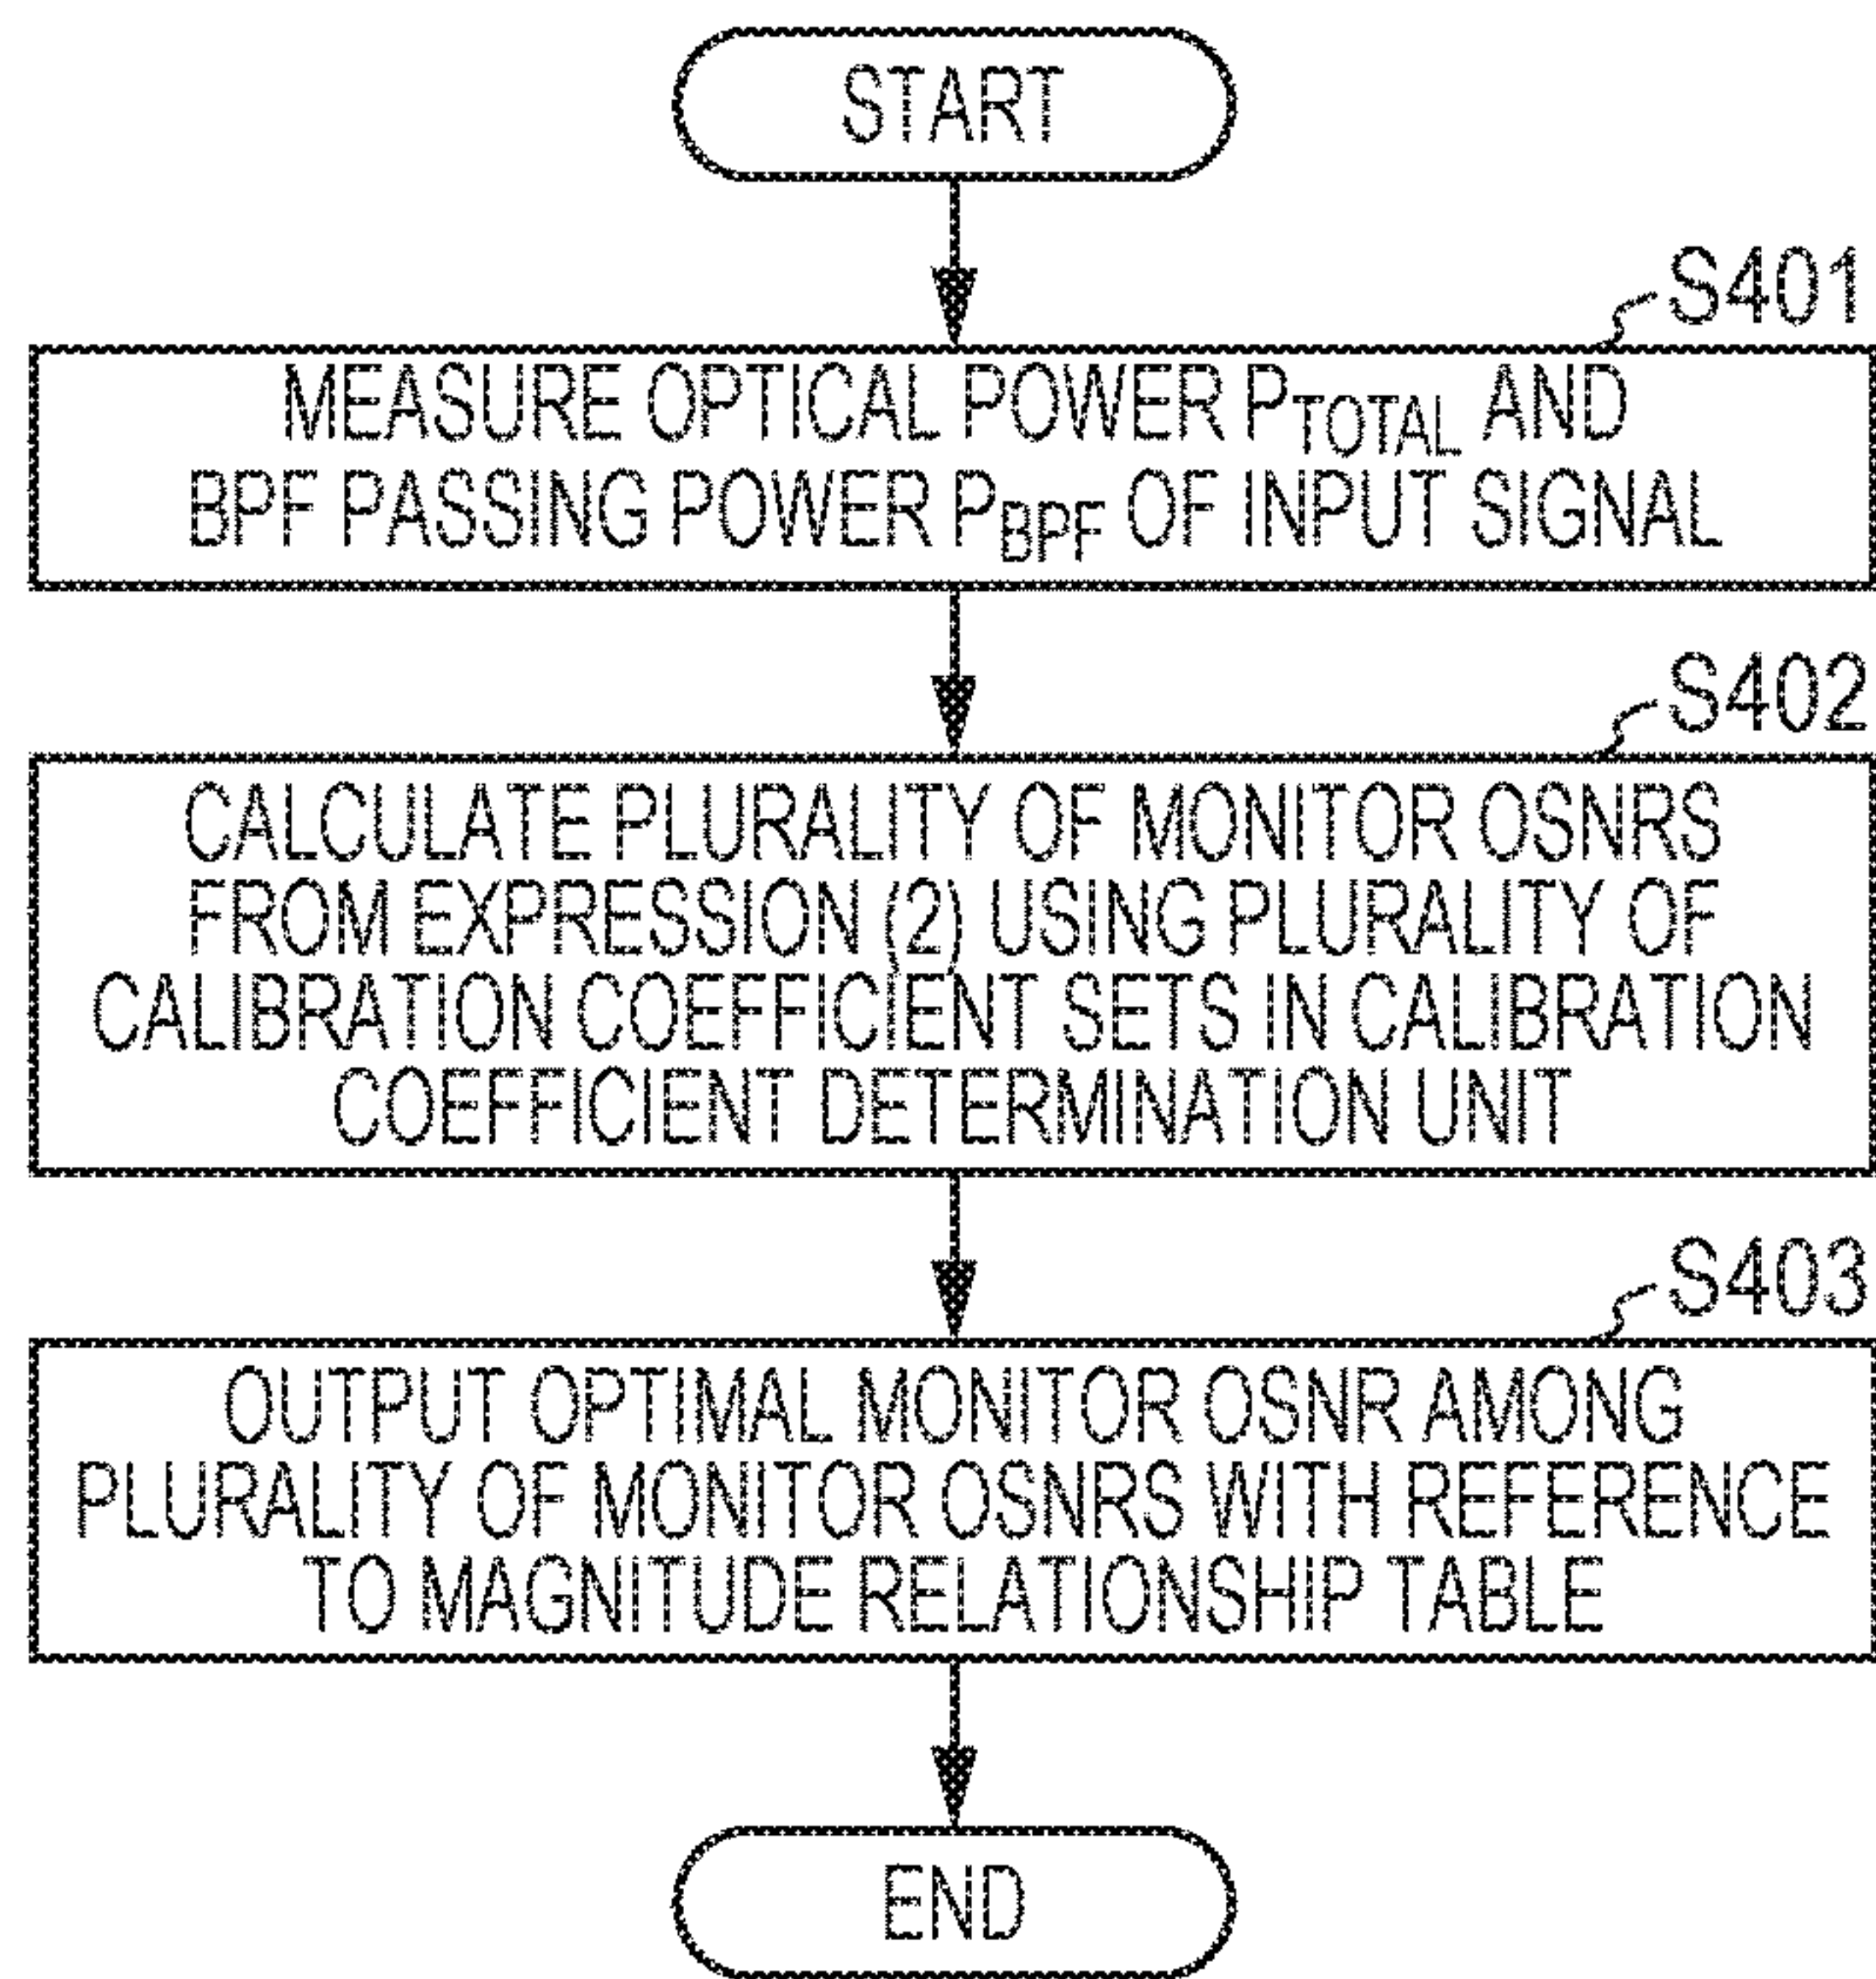 START
S401
MEASURE OPTICAL POWER PTOTAL AND
BPF PASSING POWER PBPF OF INPUT SIGNAL
S402
CALCULATE PLURALITY OF MONITOR OSNRS
FROM EXPRESSION (2) USING PLURALITY OF
CALIBRATION COEFFICIENT SETS IN CALIBRATION
COEFFICIENT DETERMINATION UNIT
S403
OUTPUT OPTIMAL MONITOR OSNR AMONG
PLURALITY OF MONITOR OSNRS WITH REFERENCE
TO MAGNITUDE RELATIONSHIP TABLE
END